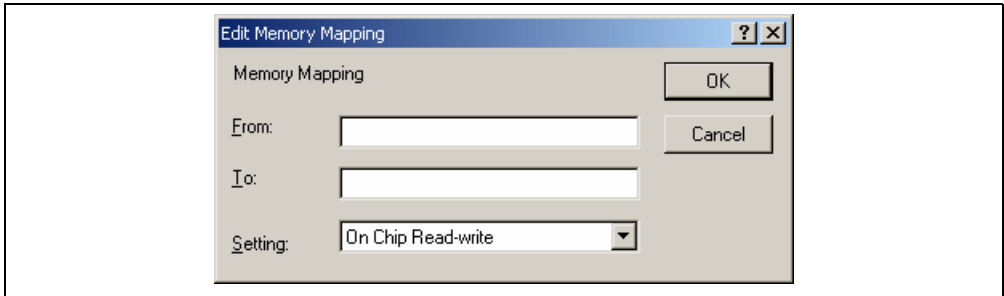 Edit Memory Mapping
Memory Mapping
OK
From:
Cancel
To:
Setting: On Chip Read-write